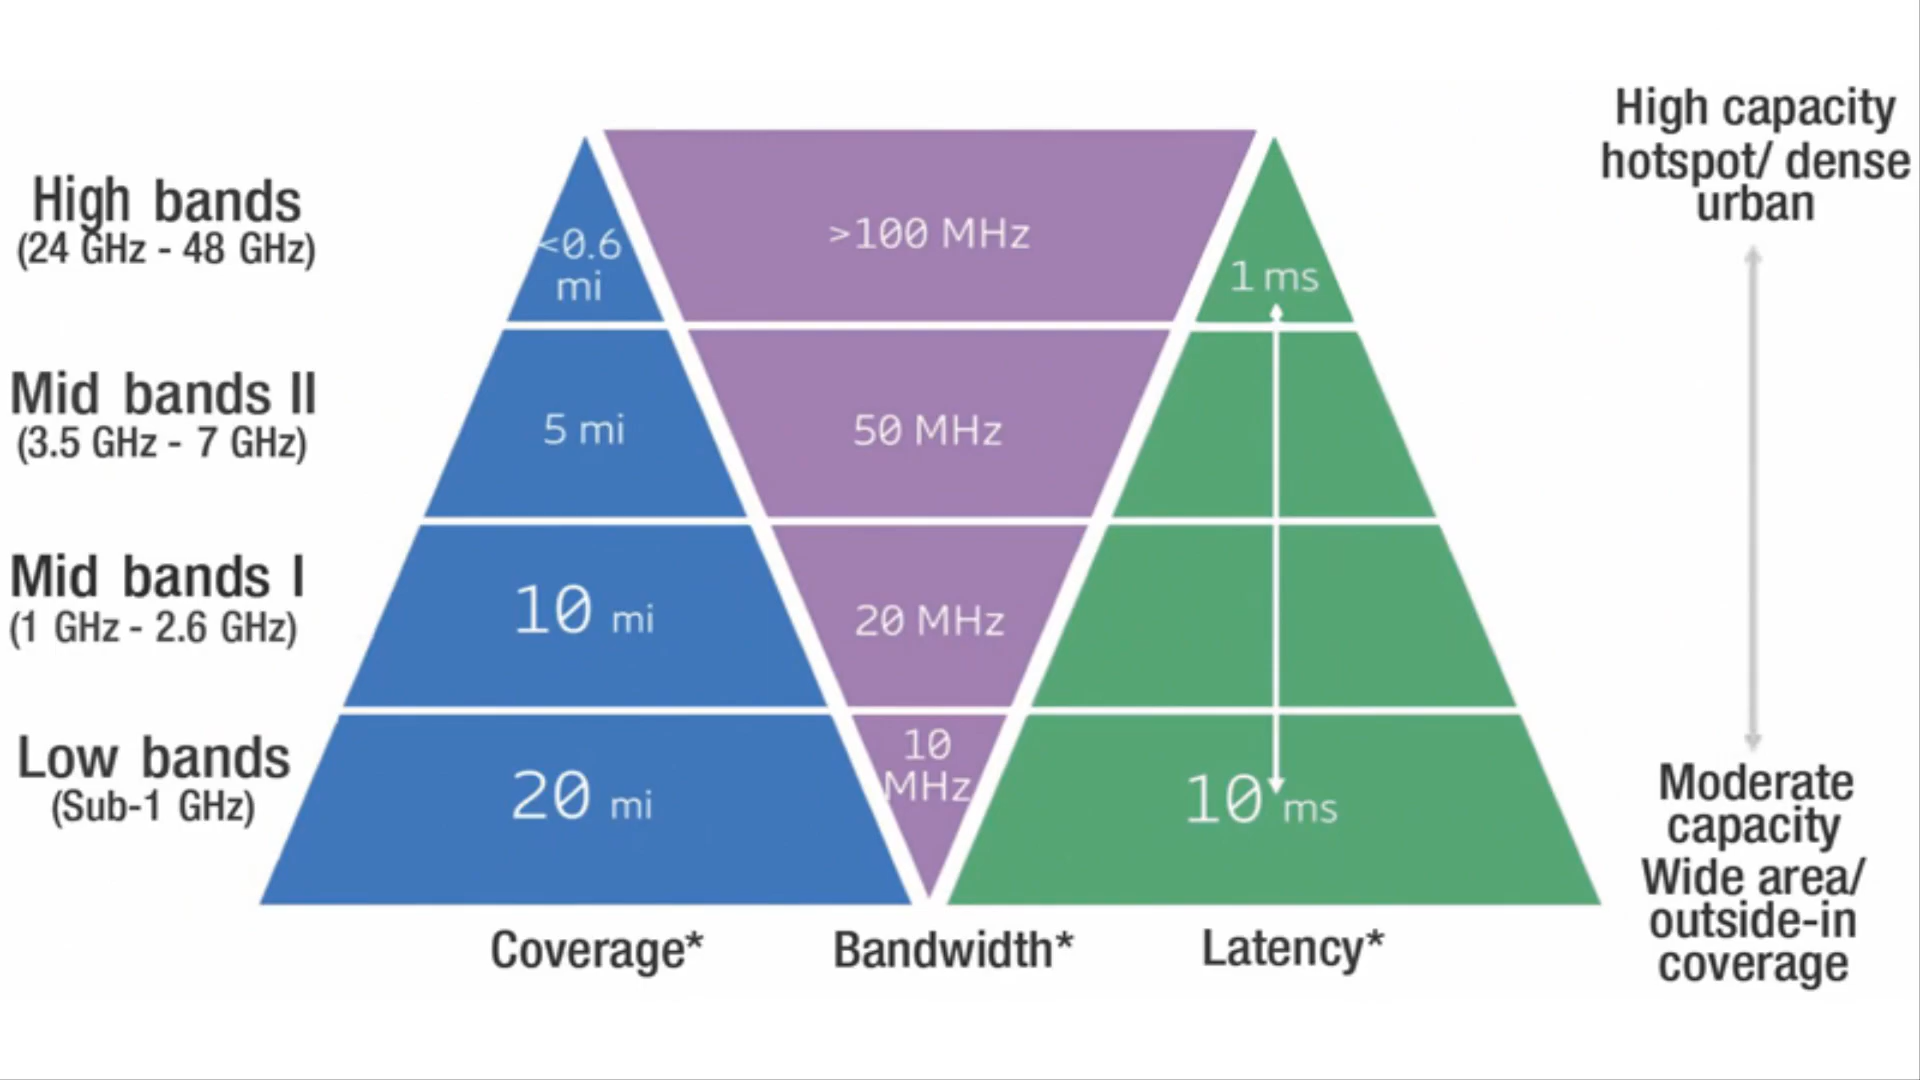 High bands
(24 GHz - 48 GHz)
<0.6
mi
>100 MHz
1 ms
High capacity
hotspot/ dense
urban
Mid bands II
(3.5 GHz - 7 GHz)
5 mi
50 MHz
Mid bands I
(1 GHz - 2.6 GHz)
10 mi
20 MHz
Low bands
(Sub-1 GHz)
20 mi
10
MHz
10 ms
Moderate
capacity
Wide area/
outside-in
coverage
Coverage*
Bandwidth*
Latency*